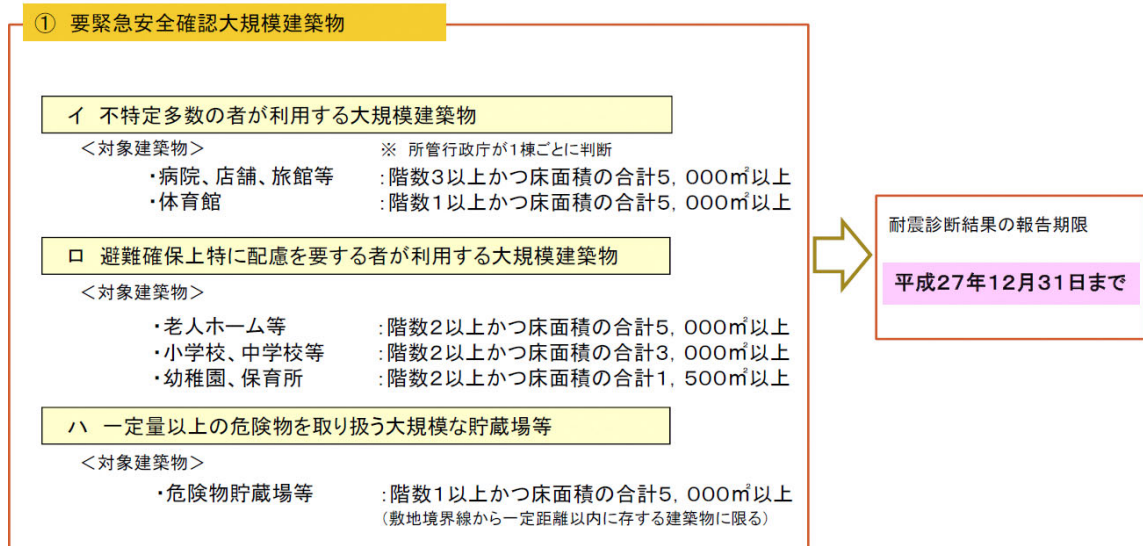 ① 要緊急安全確認大規模建築物
イ 不特定多数の者が利用する大規模建築物
＜対象建築物＞ ※ 所管行政庁が１棟ごとに判断
・病院、店舗、旅館等 ：階数３以上かつ床面積の合計５，０００㎡以上
・体育館 ：階数１以上かつ床面積の合計５，０００㎡以上
ロ 避難確保上特に配慮を要する者が利用する大規模建築物
＜対象建築物＞
・老人ホーム等 ：階数２以上かつ床面積の合計５，０００㎡以上
・小学校、中学校等 ：階数２以上かつ床面積の合計３，０００㎡以上
・幼稚園、保育所 ：階数２以上かつ床面積の合計１，５００㎡以上
ハ 一定量以上の危険物を取り扱う大規模な貯蔵場等
＜対象建築物＞
・危険物貯蔵場等 ：階数１以上かつ床面積の合計５，０００㎡以上
（敷地境界線から一定距離以内に存する建築物に限る）
耐震診断結果の報告期限
平成２７年１２月３１日まで